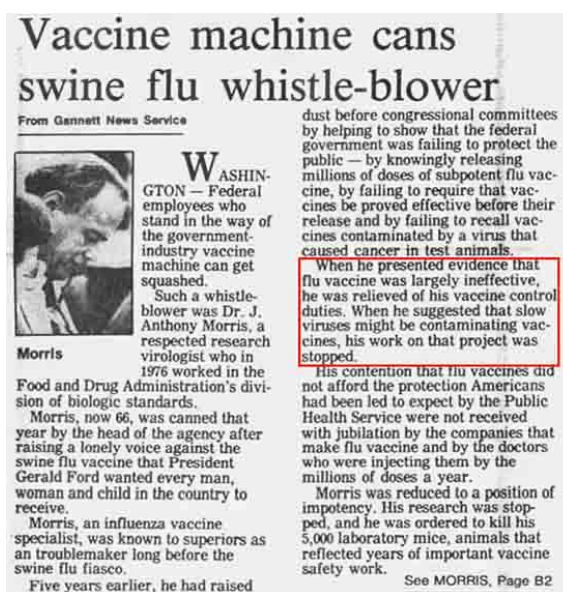 Vaccine machine cans
swine flu whistle-blower
From Gannett News Service
WASHIN-
GTON — Federal
employees who
stand in the way of
the government-
industry vaccine
machine can get
squashed.
Such a whistle-
blower was Dr. J.
Anthony Morris, a
respected research
virologist who in
1976 worked in the
Morris
Food and Drug Administration's divi-
sion of biologic standards.
Morris, now 66, was canned that
year by the head of the agency after
raising a lonely voice against the
swine flu vaccine that President
Gerald Ford wanted every man,
woman and child in the country to
receive.
Morris, an influenza vaccine
specialist, was known to superiors as
an troublemaker long before the
swine flu fiasco.
Five years earlier, he had raised
dust before congressional committees
by helping to show that the federal
government was failing to protect the
public — by knowingly releasing
millions of doses of subpotent flu vac-
cine, by failing to require that vac-
cines be proved effective before their
release and by failing to recall vac-
cines contaminated by a virus that
caused cancer in test animals.
When he presented evidence that
flu vaccine was largely ineffective,
he was relieved of his vaccine control
duties. When he suggested that slow
viruses might be contaminating vac-
cines, his work on that project was
stopped.
His contention that flu vaccines did
not afford the protection Americans
had been led to expect by the Public
Health Service were not received
with jubilation by the companies that
make flu vaccine and by the doctors
who were injecting them by the
millions of doses a year.
Morris was reduced to a position of
impotency. His research was stop-
ped, and he was ordered to kill his
5,000 laboratory mice, animals that
reflected years of important vaccine
safety work.
See MORRIS, Page B2